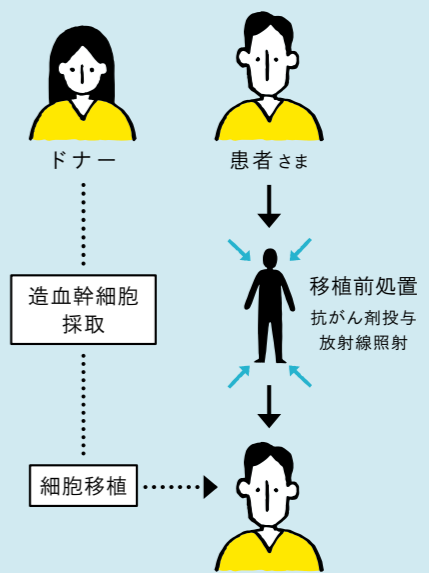 ドナー
患者さま
造血幹細胞
採取
移植前処置
抗がん剤投与
放射線照射
細胞移植